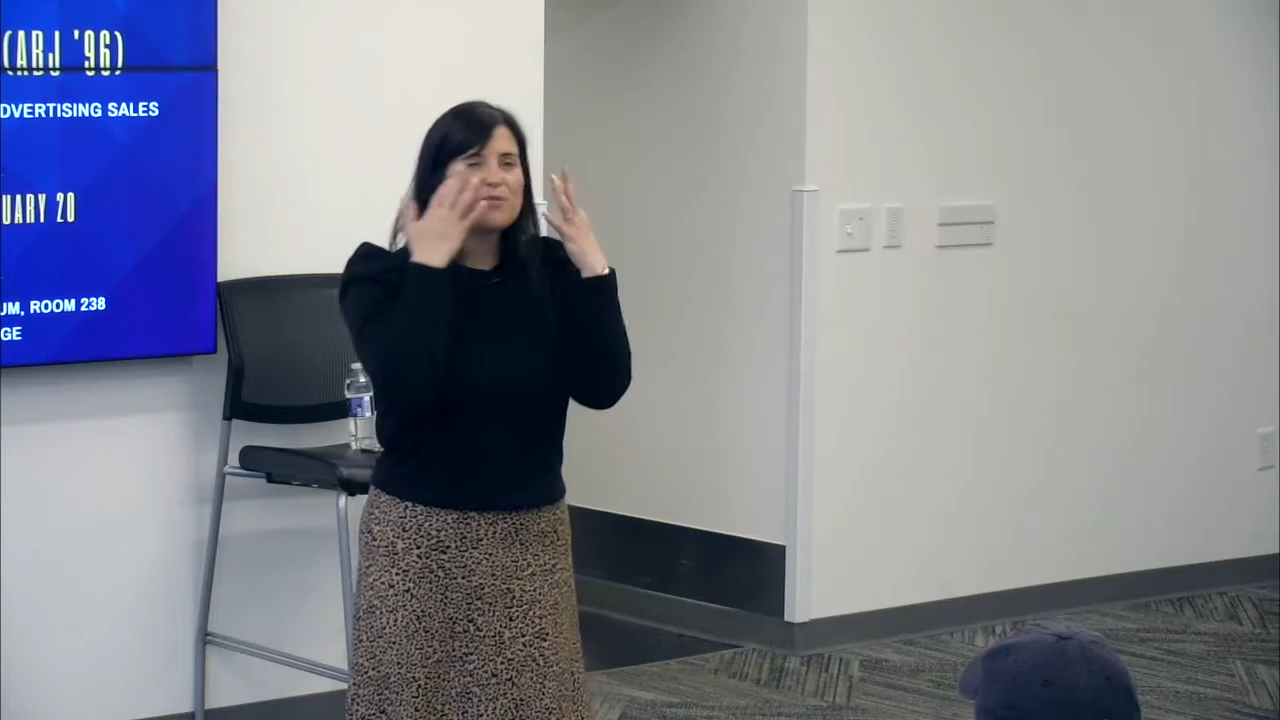 (ABJ '96)
DVERTISING SALES
UARY 20
UM, ROOM 238
GE